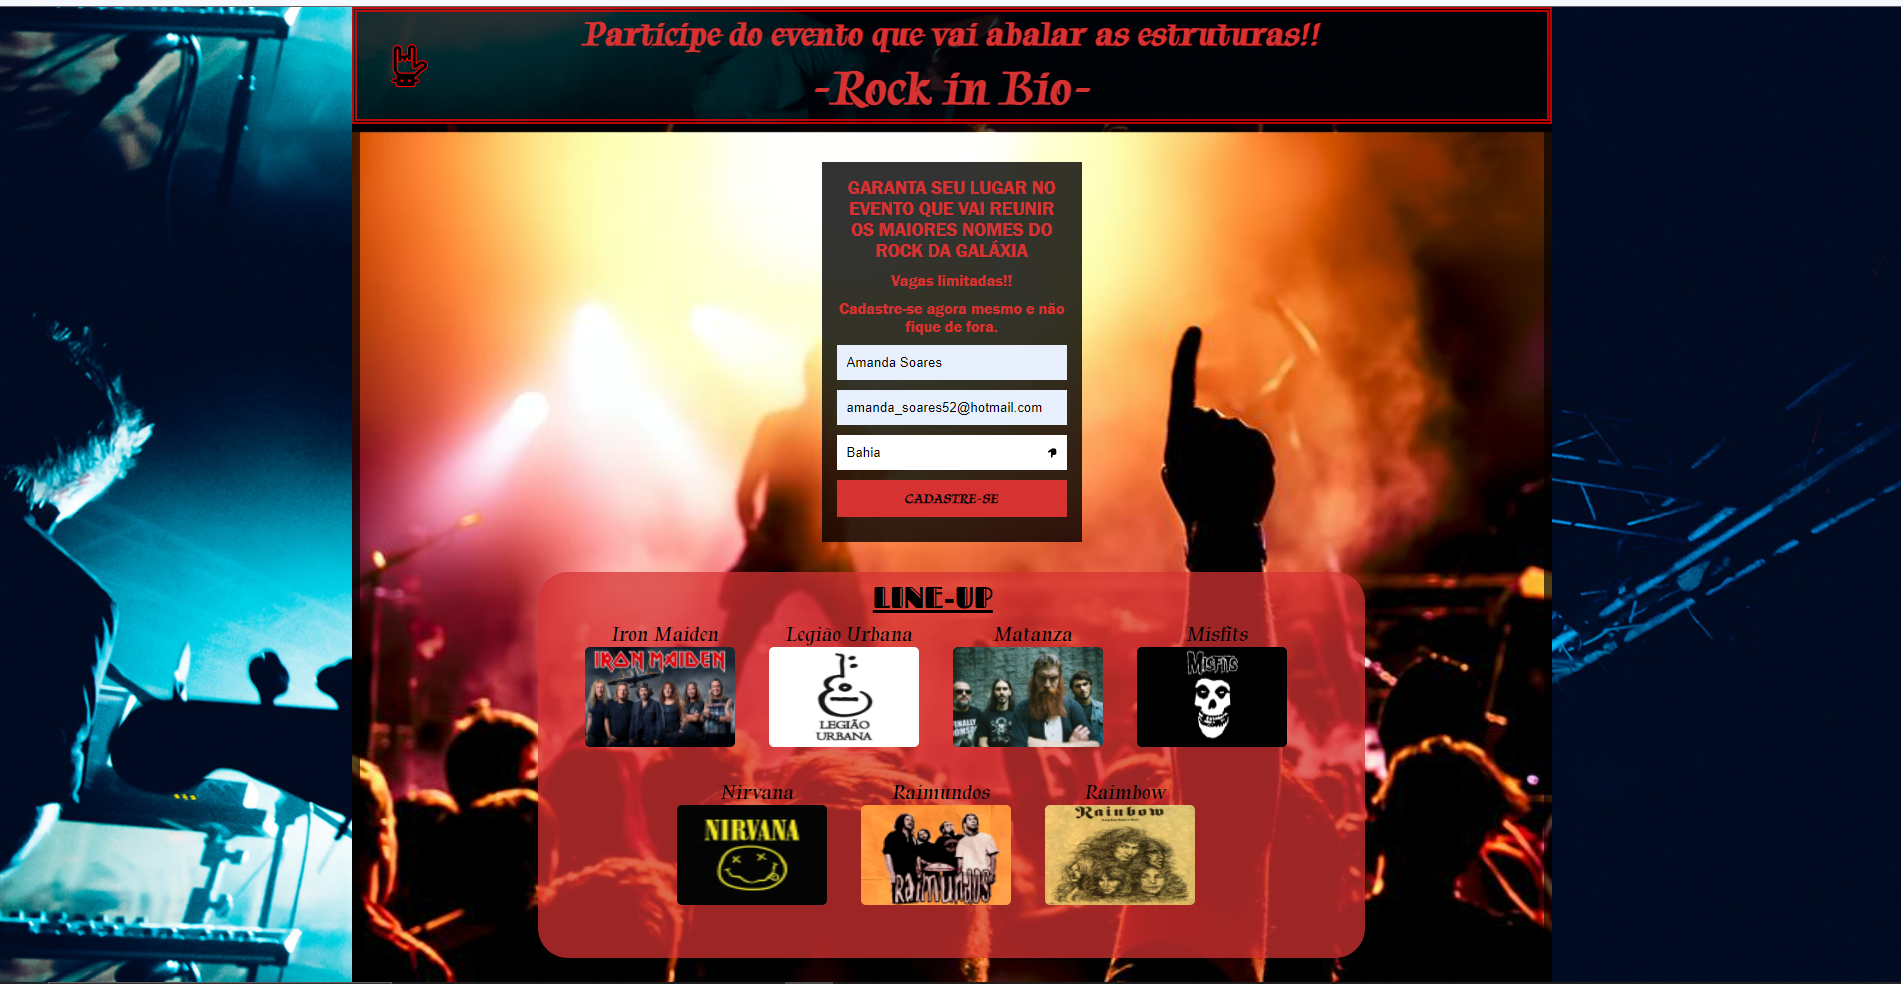 Participe do evento que vai abalar as estruturas!!
-Rock in Bio-
GARANTA SEU LUGAR NO
EVENTO QUE VAI REUNIR
OS MAIORES NOMES DO
ROCK DA GALÁXIA
Vagas limitadas!!
Cadastre-se agora mesmo e não
fique de fora.
Amanda Soares
amanda_soares52@hotmail.com
Bahia
CADASTRE-SE
LINE-UP
Iron Maiden
Legião Urbana
Matanza
Misfits
IRON MAIDEN
LEGIÃO
URBANA
FINALLY
MISFITS
Nirvana
Raimundos
Raimbow
NIRVANA
RAIMUNDOS
Rainbow